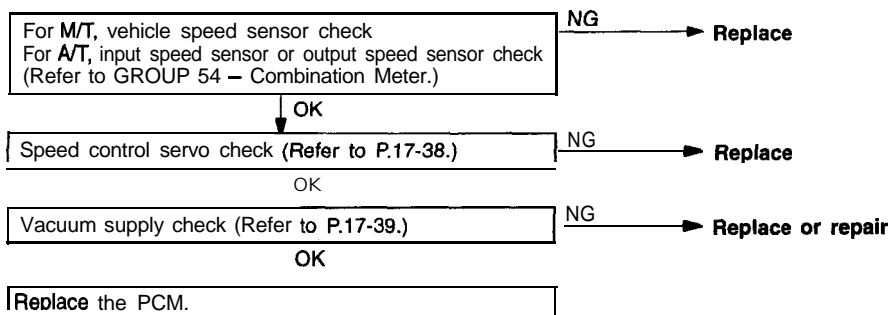 For M/T, vehicle speed sensor check
For A/T, input speed sensor or output speed sensor check
(Refer to GROUP 54 – Combination Meter.)
NG
Replace
OK
Speed control servo check (Refer to P.17-38.)
NG
Replace
OK
Vacuum supply check (Refer to P.17-39.)
NG
Replace or repair
OK
Replace the PCM.